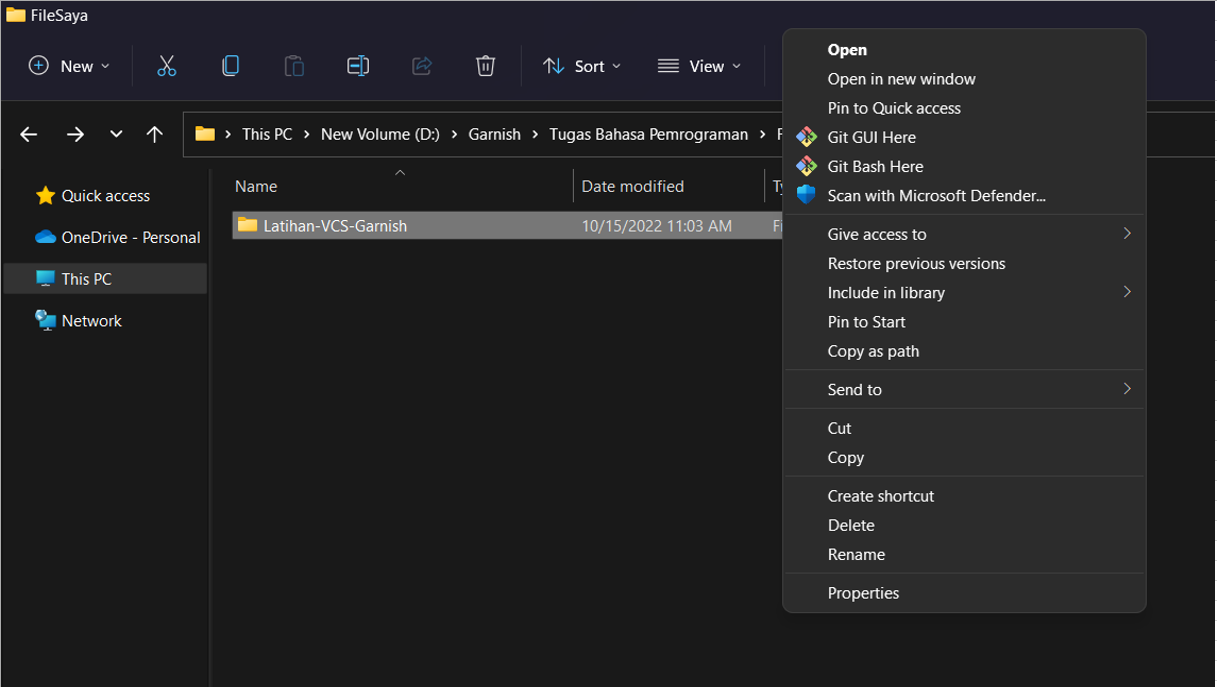 FileSaya
New Sort View
This PC New Volume (D:) Garnish Tugas Bahasa Pemrograman
Quick access
OneDrive - Personal
This PC
Network
Name Date modified
Latihan-VCS-Garnish 10/15/2022 11:03 AM
Open
Open in new window
Pin to Quick access
Git GUI Here
Git Bash Here
Scan with Microsoft Defender...
Give access to
Restore previous versions
Include in library
Pin to Start
Copy as path
Send to
Cut
Copy
Create shortcut
Delete
Rename
Properties